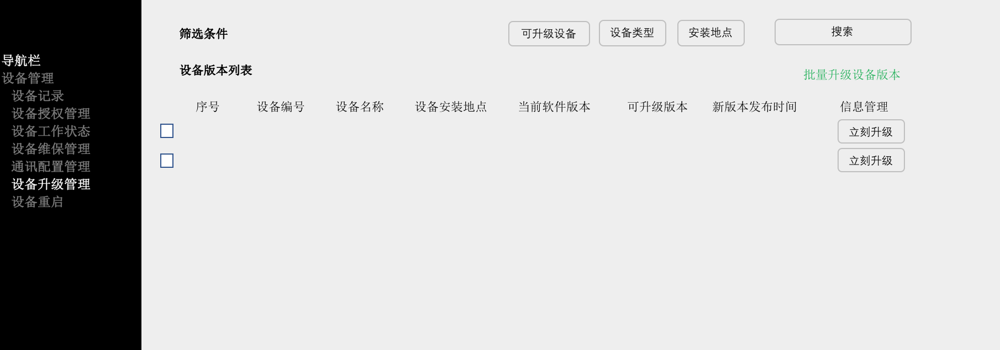 导航栏
设备管理
设备记录
设备授权管理
设备工作状态
设备维保管理
通讯配置管理
设备升级管理
设备重启
筛选条件
可升级设备
设备类型
安装地点
搜索
设备版本列表
批量升级设备版本
序号 设备编号 设备名称 设备安装地点 当前软件版本 可升级版本 新版本发布时间 信息管理
立刻升级
立刻升级